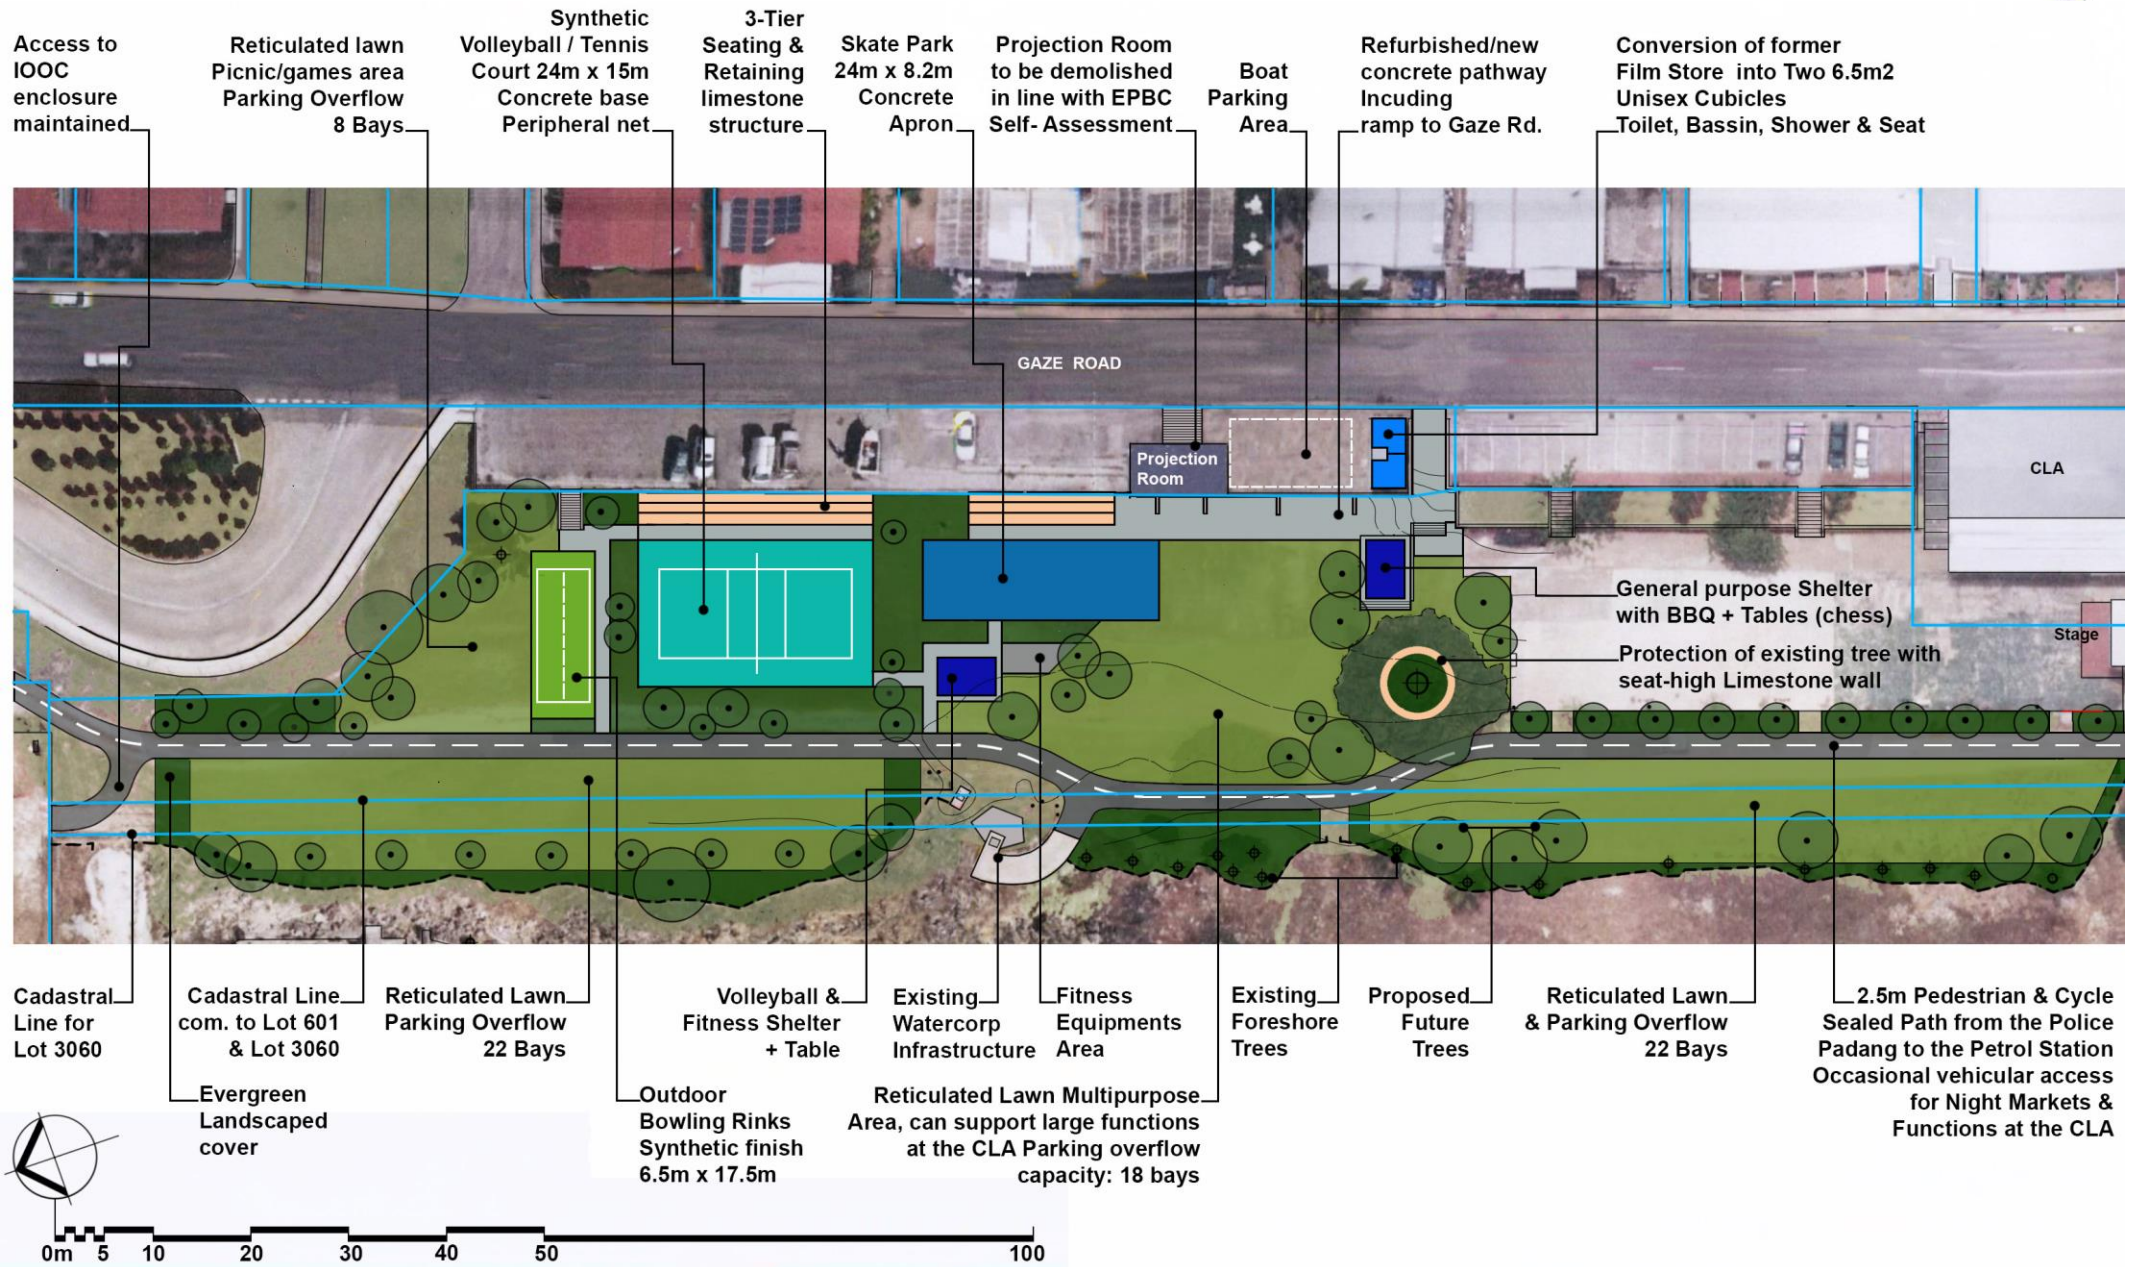 Access to
IOOC
enclosure
maintained
Reticulated lawn
Picnic/games area
Parking Overflow
8 Bays
Synthetic
Volleyball / Tennis
Court 24m x 15m
Concrete base
Peripheral net
3-Tier
Seating &
Retaining
limestone
structure
Skate Park
24m x 8.2m
Concrete
Apron
Projection Room
to be demolished
in line with EPBC
Self- Assessment
Boat
Parking
Area
Refurbished/new
concrete pathway
Incuding
ramp to Gaze Rd.
Conversion of former
Film Store into Two 6.5m2
Unisex Cubicles
Toilet, Bassin, Shower & Seat
GAZE ROAD
Projection
Room
CLA
General purpose Shelter
with BBQ + Tables (chess)
Stage
Protection of existing tree with
seat-high Limestone wall
Cadastral
Line for
Lot 3060
Cadastral Line
com. to Lot 601
& Lot 3060
Reticulated Lawn
Parking Overflow
22 Bays
Volleyball &
Fitness Shelter
+ Table
Existing
Watercorp
Infrastructure
Fitness
Equipments
Area
Existing
Foreshore
Trees
Proposed
Future
Trees
Reticulated Lawn
& Parking Overflow
22 Bays
2.5m Pedestrian & Cycle
Sealed Path from the Police
Padang to the Petrol Station
Occasional vehicular access
for Night Markets &
Functions at the CLA
Evergreen
Landscaped
cover
Outdoor
Bowling Rinks
Synthetic finish
6.5m x 17.5m
Reticulated Lawn Multipurpose
Area, can support large functions
at the CLA Parking overflow
capacity: 18 bays
0m 5 10 20 30 40 50 100